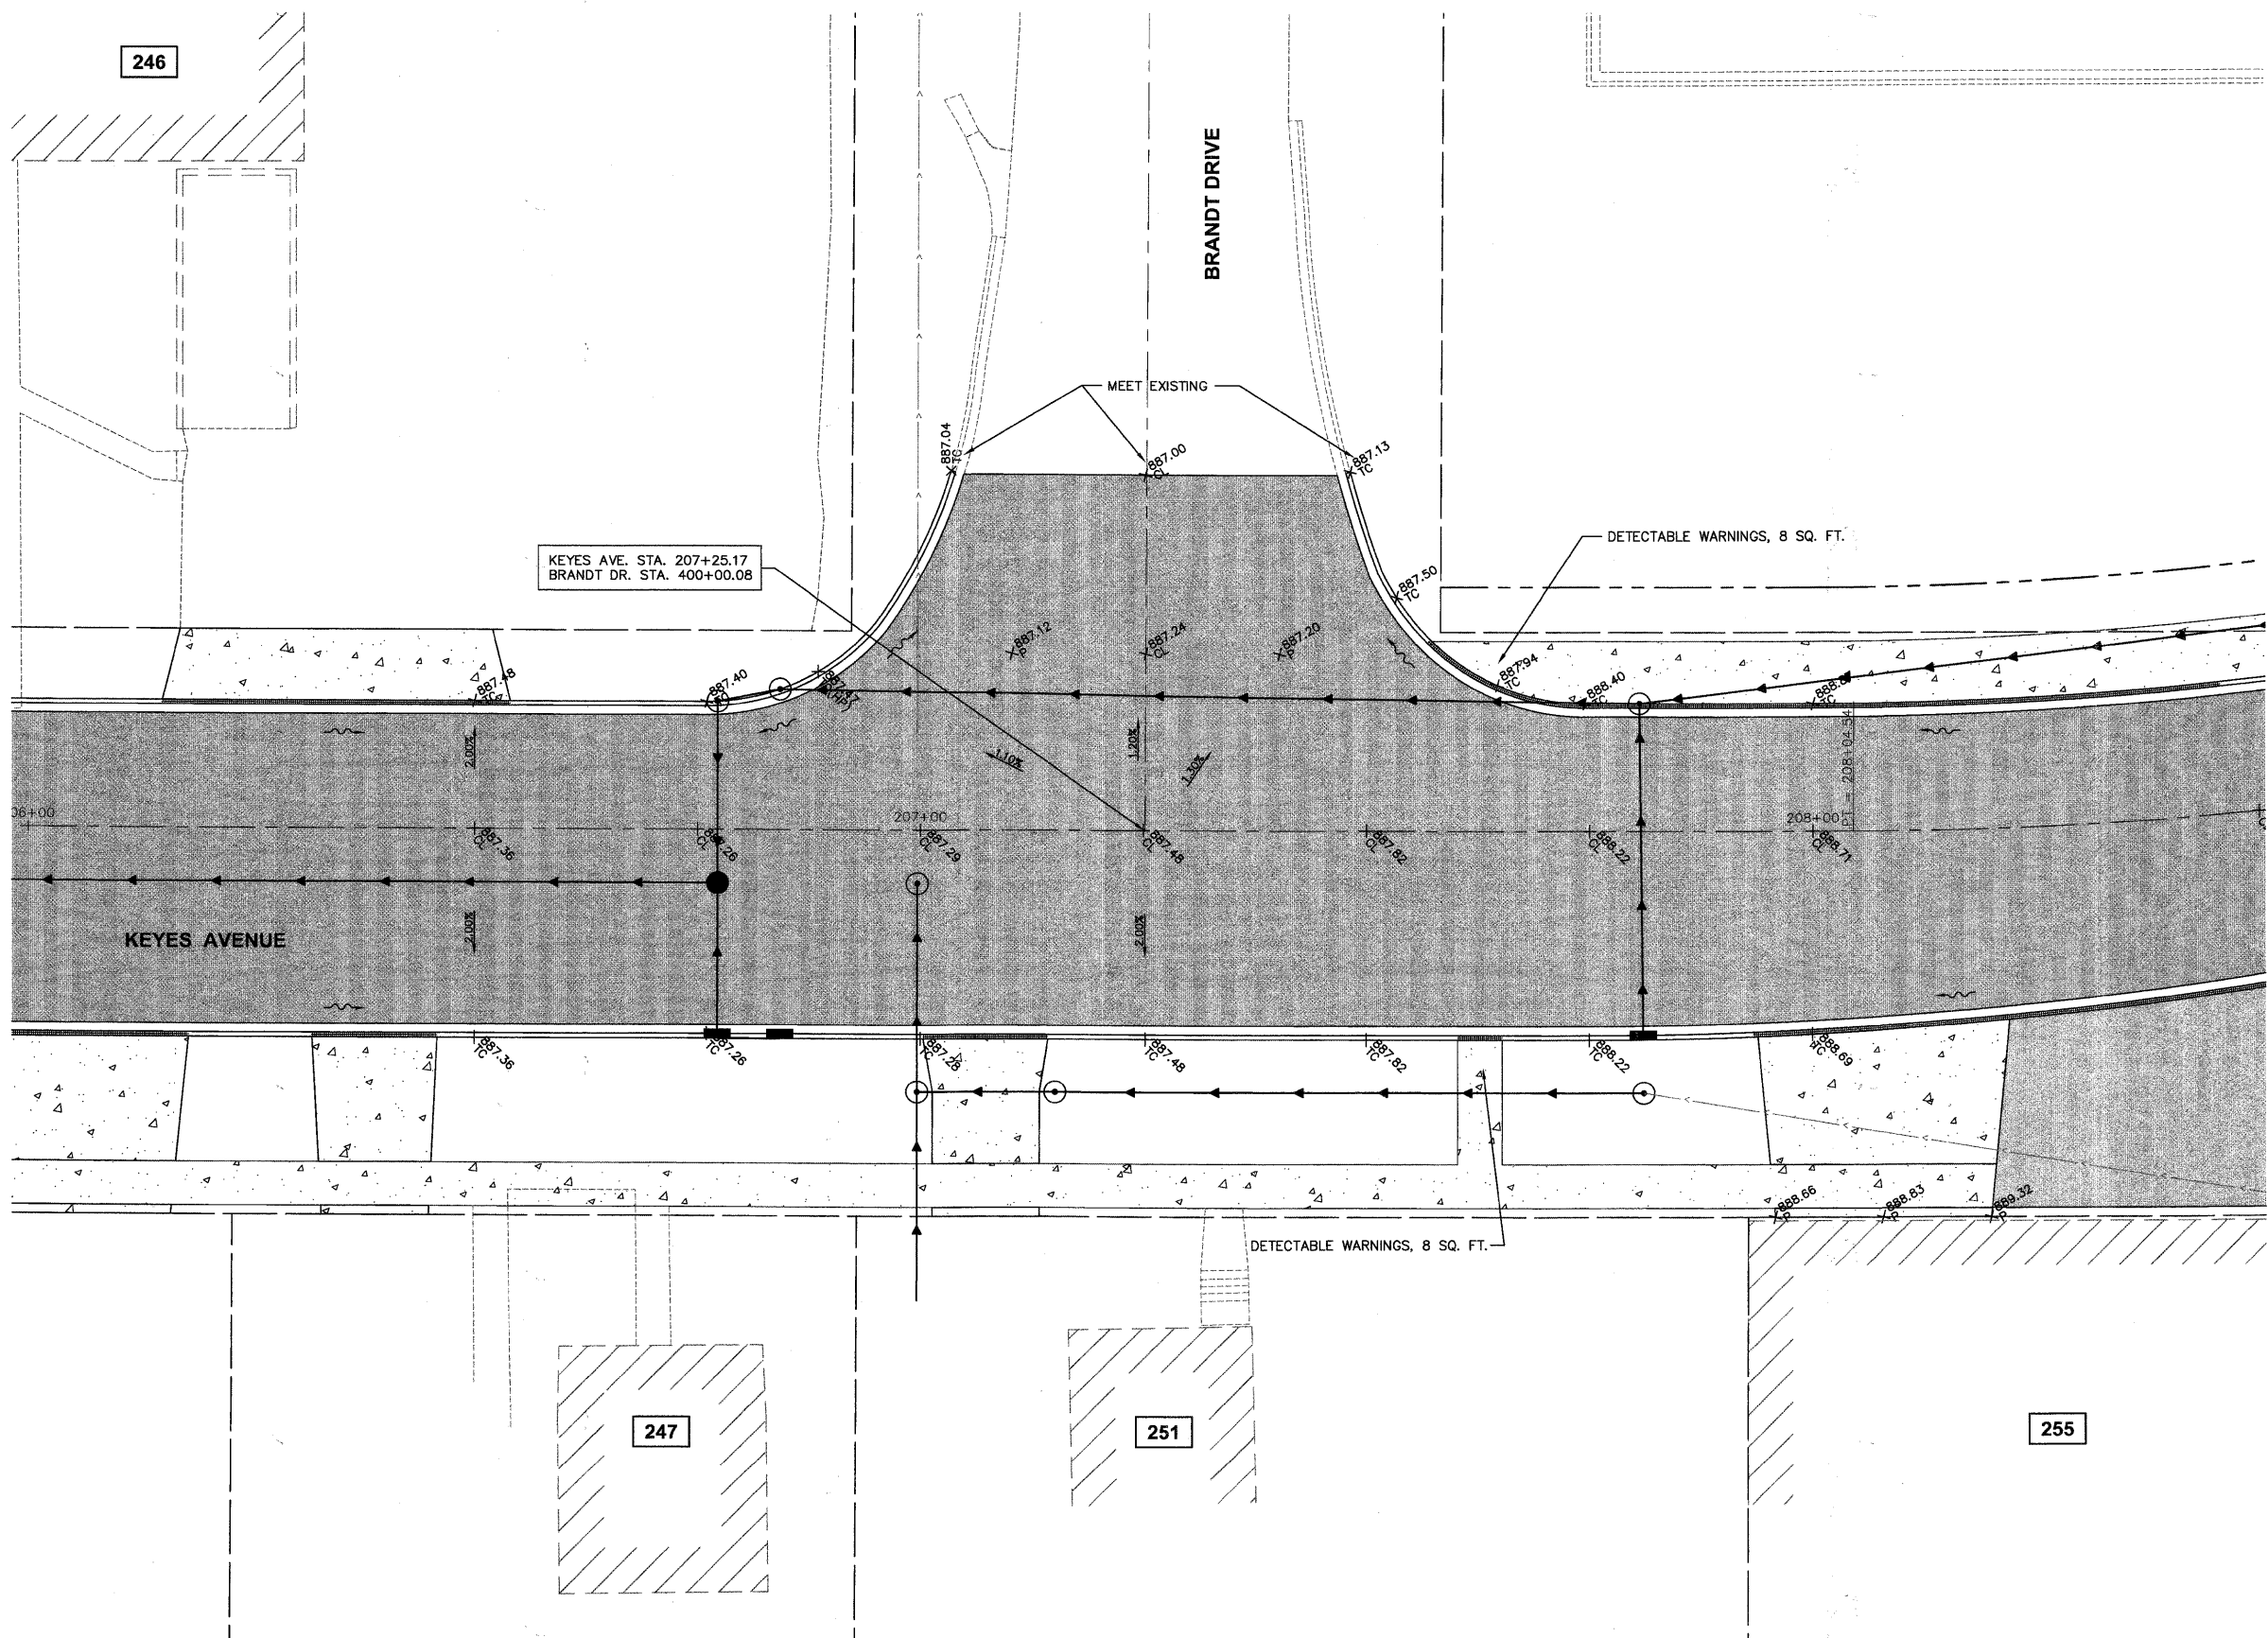 246
BRANDT DRIVE
MEET EXISTING
887.04
TC
887.00
CL
887.13
TC
DETECTABLE WARNINGS, 8 SQ. FT.
KEYES AVE. STA. 207+25.17
BRANDT DR. STA. 400+00.08
887.50
TC
887.12
P
887.24
CL
887.20
P
887.48
TC
887.40
887.94
TC
888.40
TC
TC
2.00%
1.10%
1.20%
1.30%
207+00
208+00
887.36
CL
887.26
CL
887.29
CL
887.48
887.82
CL
888.22
CL
888.71
CL
KEYES AVENUE
2.00%
2.00%
887.36
TC
887.26
TC
887.28
TC
887.48
TC
887.82
TC
888.22
TC
888.69
TC
888.66
P
888.83
P
889.32
P
DETECTABLE WARNINGS, 8 SQ. FT.
247
251
255